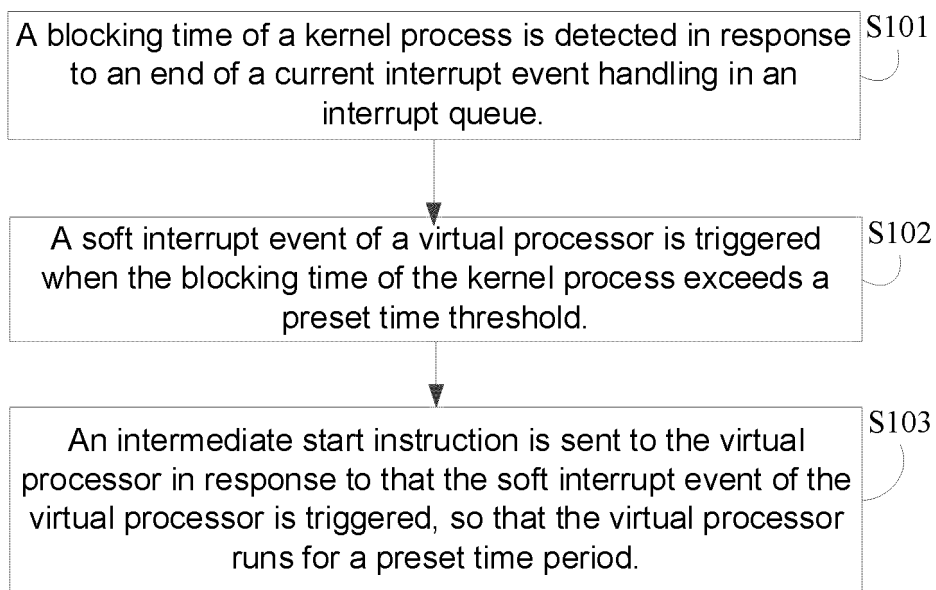 A blocking time of a kernel process is detected in response
S101
to an end of a current interrupt event handling in an
interrupt queue.
A soft interrupt event of a virtual processor is triggered
S102
when the blocking time of the kernel process exceeds a
preset time threshold.
An intermediate start instruction is sent to the virtual
S103
processor in response to that the soft interrupt event of the
virtual processor is triggered, so that the virtual processor
runs for a preset time period.